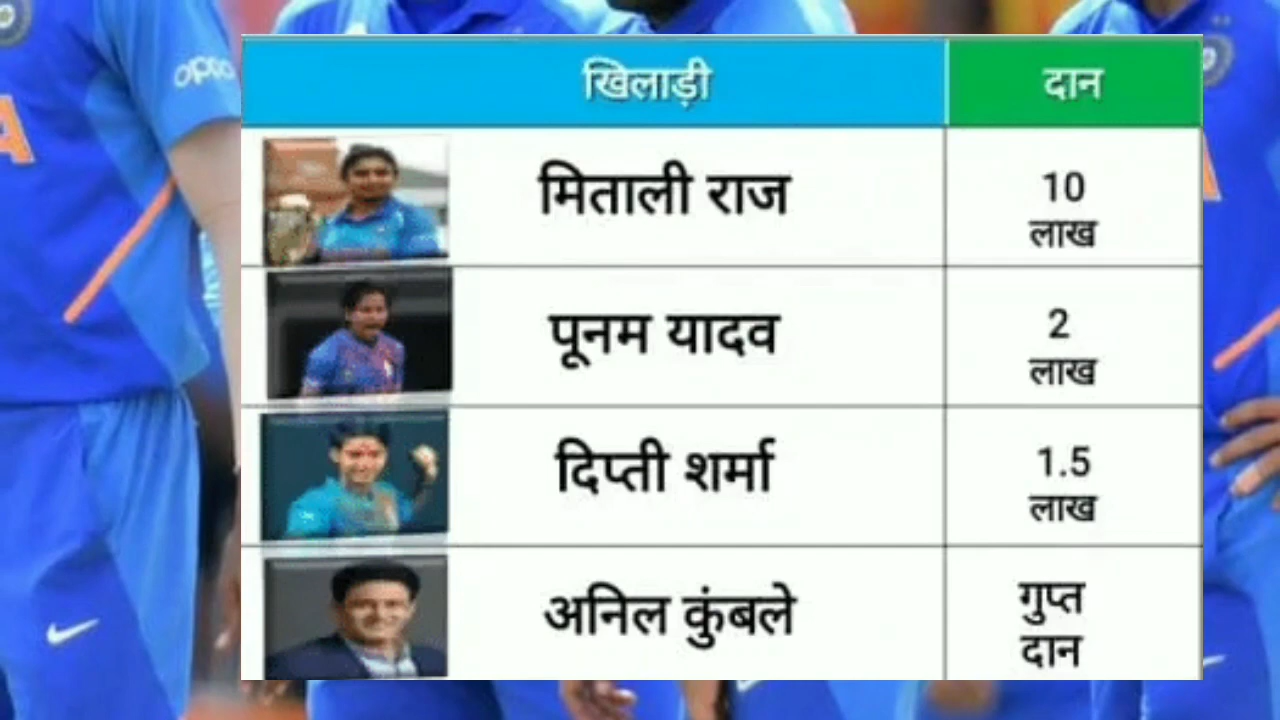 खिलाड़ी दान
मिताली राज 10 लाख
पूनम यादव 2 लाख
दिप्ती शर्मा 1.5 लाख
अनिल कुंबले गुप्त दान